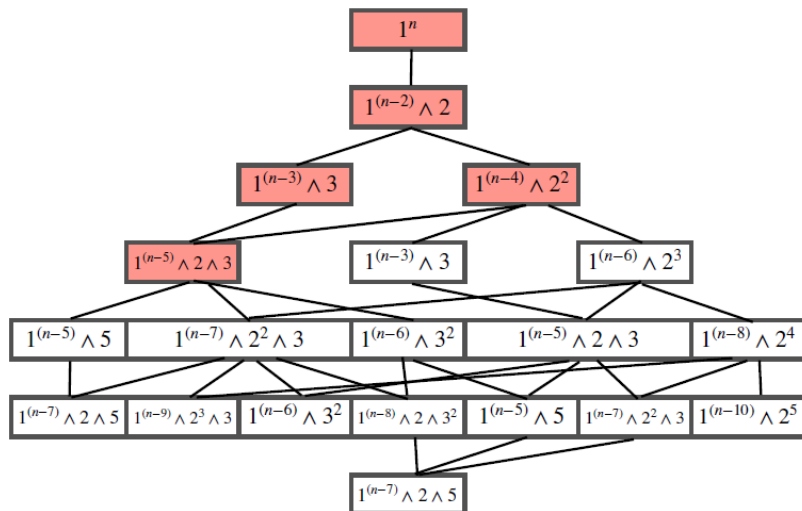 1^n
1^(n−2) ∧ 2
1^(n−3) ∧ 3 1^(n−4) ∧ 2^2
1^(n−5) ∧ 2 ∧ 3 1^(n−3) ∧ 3 1^(n−6) ∧ 2^3
1^(n−5) ∧ 5 1^(n−7) ∧ 2^2 ∧ 3 1^(n−6) ∧ 3^2 1^(n−5) ∧ 2 ∧ 3 1^(n−8) ∧ 2^4
1^(n−7) ∧ 2 ∧ 5 1^(n−9) ∧ 2^3 ∧ 3 1^(n−6) ∧ 3^2 1^(n−8) ∧ 2 ∧ 3^2 1^(n−5) ∧ 5 1^(n−7) ∧ 2^2 ∧ 3 1^(n−10) ∧ 2^5
1^(n−7) ∧ 2 ∧ 5